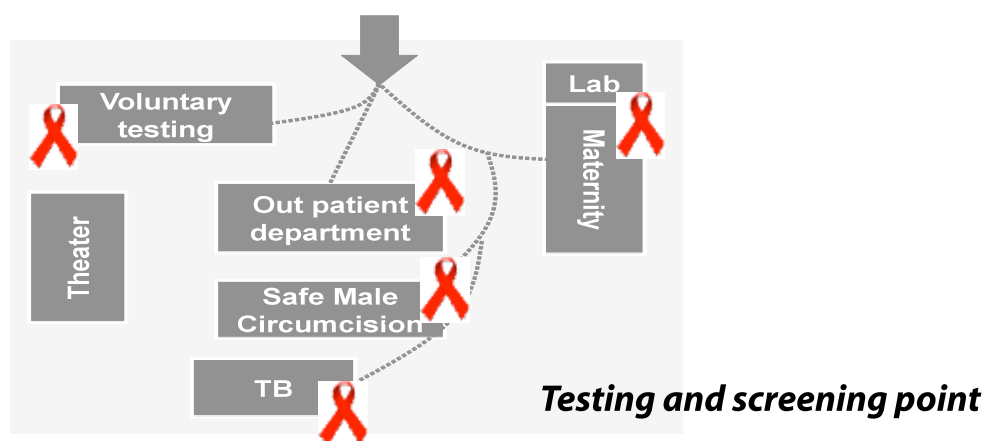 Voluntary
testing
Lab
Maternity
Out patient
department
Theater
Safe Male
Circumcision
TB
Testing and screening point